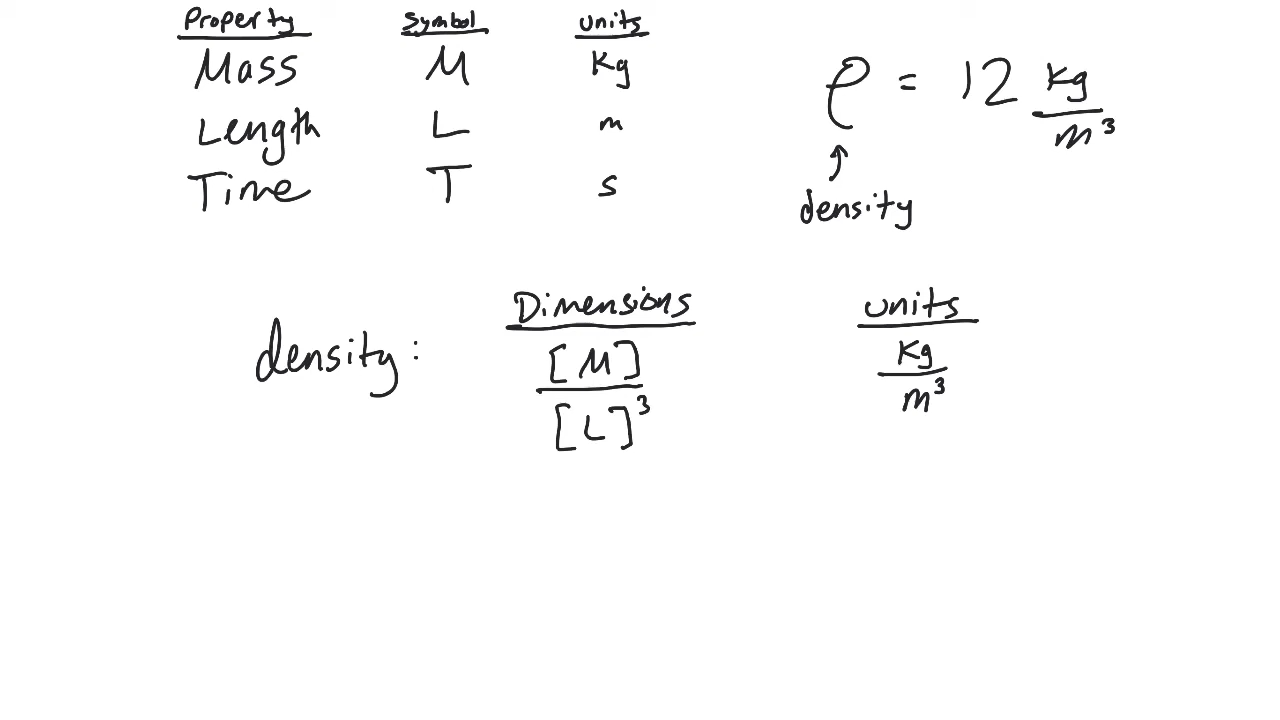 Property Symbol units
Mass M Kg
Length L m
Time T s
ρ = 12 Kg/m³
↑
density
Dimensions units
density: [M]/[L]³ Kg/m³